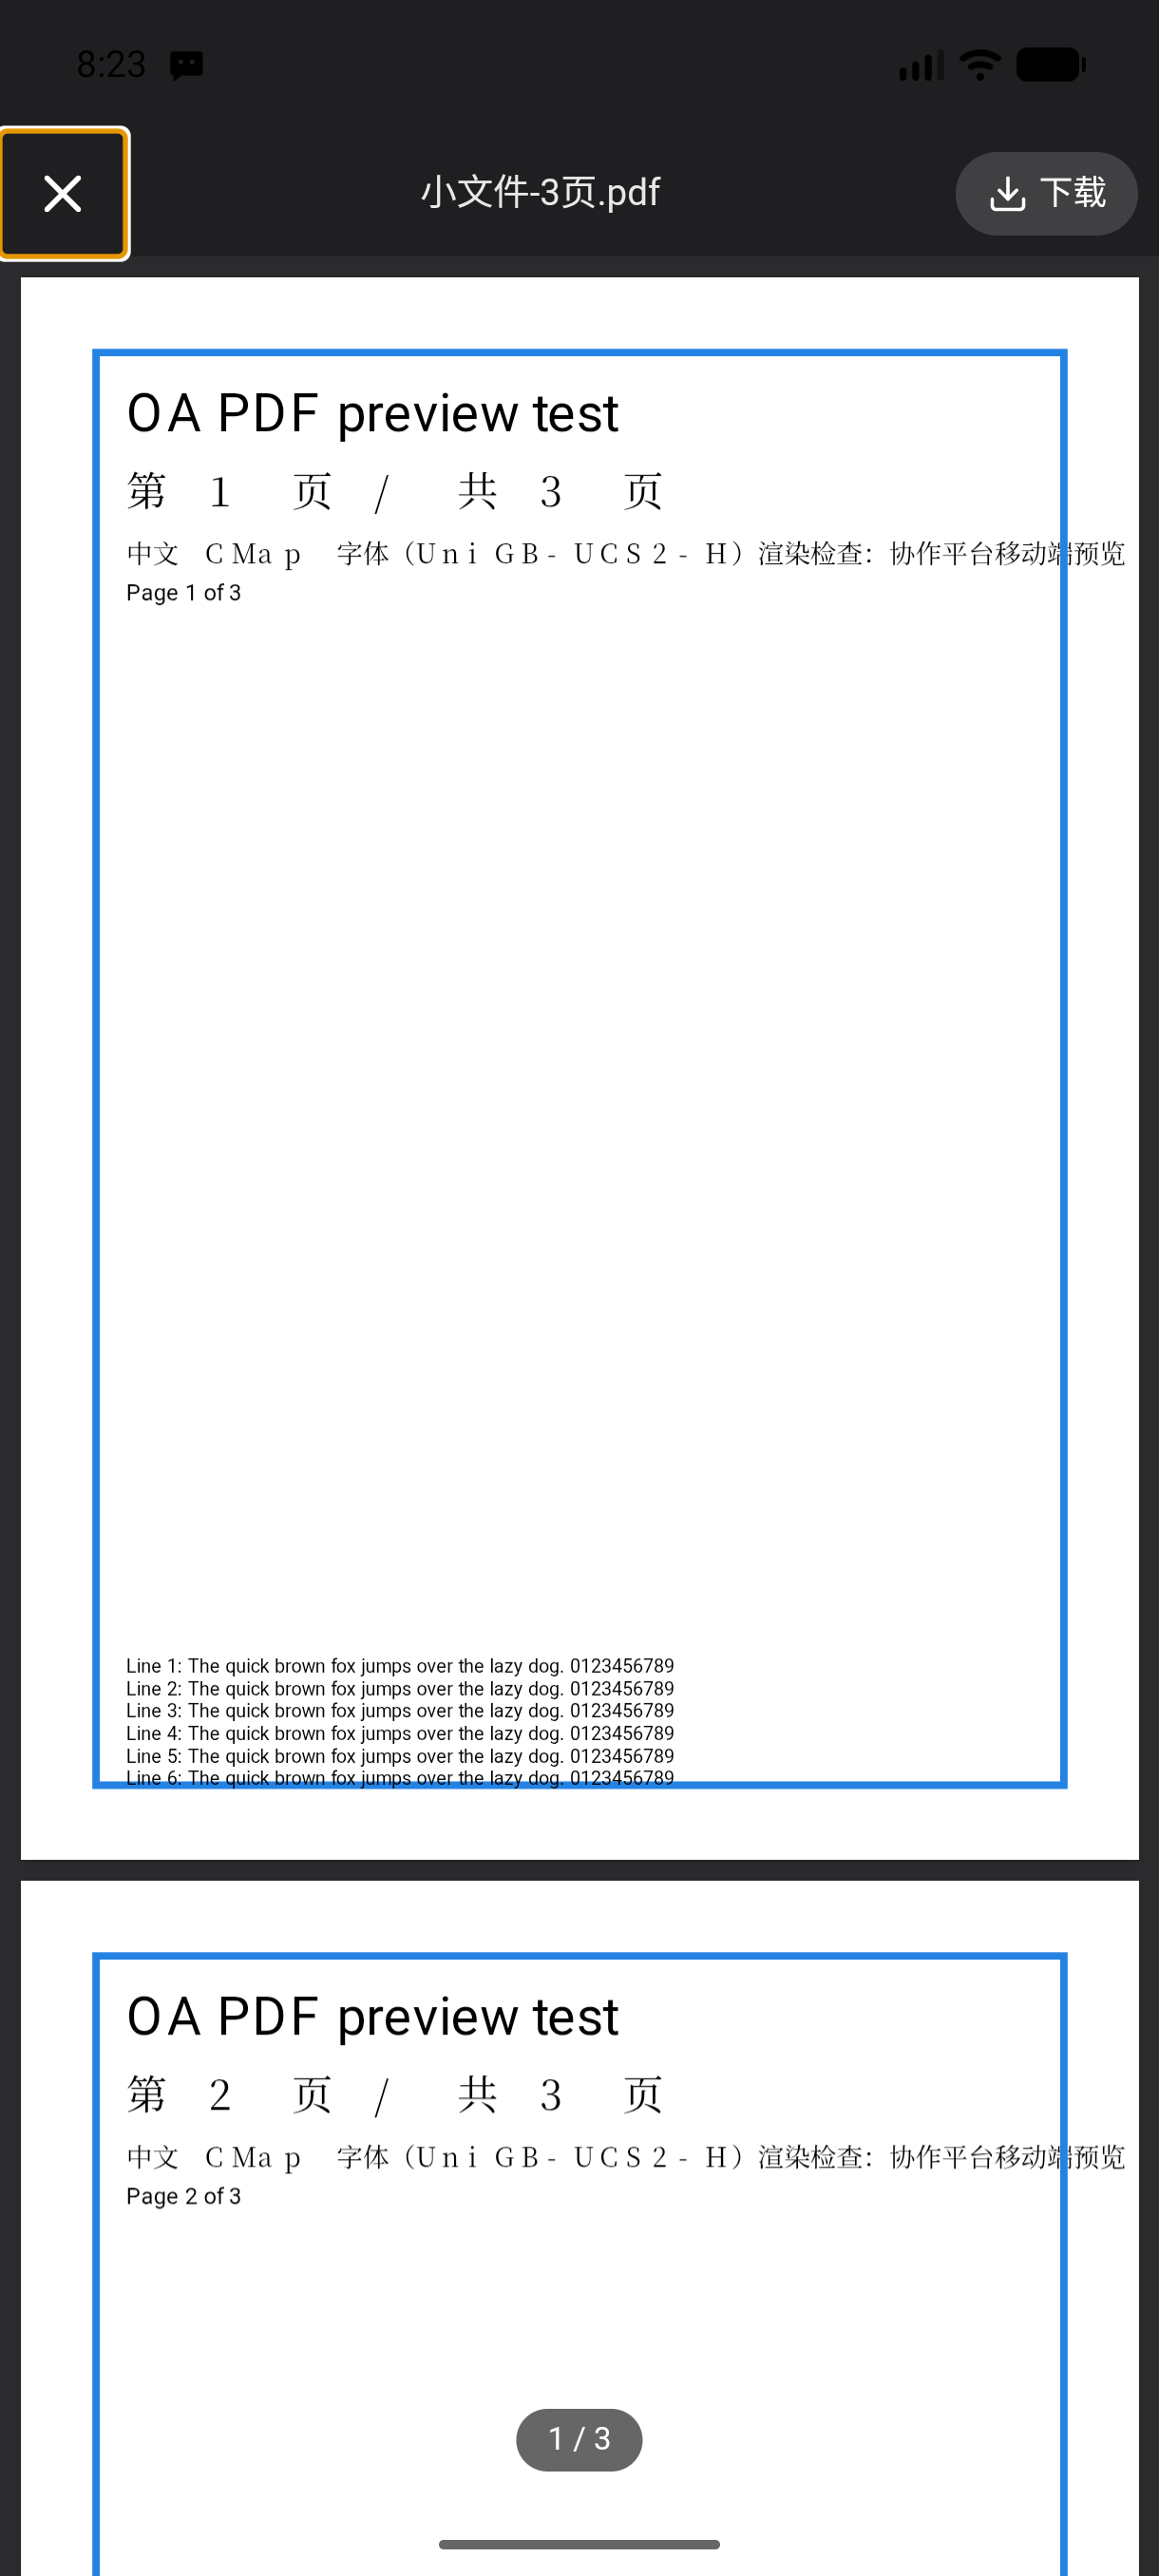 8:23
小文件-3页.pdf
下载
OA PDF preview test
第 1 页 / 共 3 页
中文 CMap 字体（UniGB-UCS2-H）渲染检查：协作平台移动端预览
Page 1 of 3
Line 1: The quick brown fox jumps over the lazy dog. 0123456789
Line 2: The quick brown fox jumps over the lazy dog. 0123456789
Line 3: The quick brown fox jumps over the lazy dog. 0123456789
Line 4: The quick brown fox jumps over the lazy dog. 0123456789
Line 5: The quick brown fox jumps over the lazy dog. 0123456789
Line 6: The quick brown fox jumps over the lazy dog. 0123456789
OA PDF preview test
第 2 页 / 共 3 页
中文 CMap 字体（UniGB-UCS2-H）渲染检查：协作平台移动端预览
Page 2 of 3
1 / 3